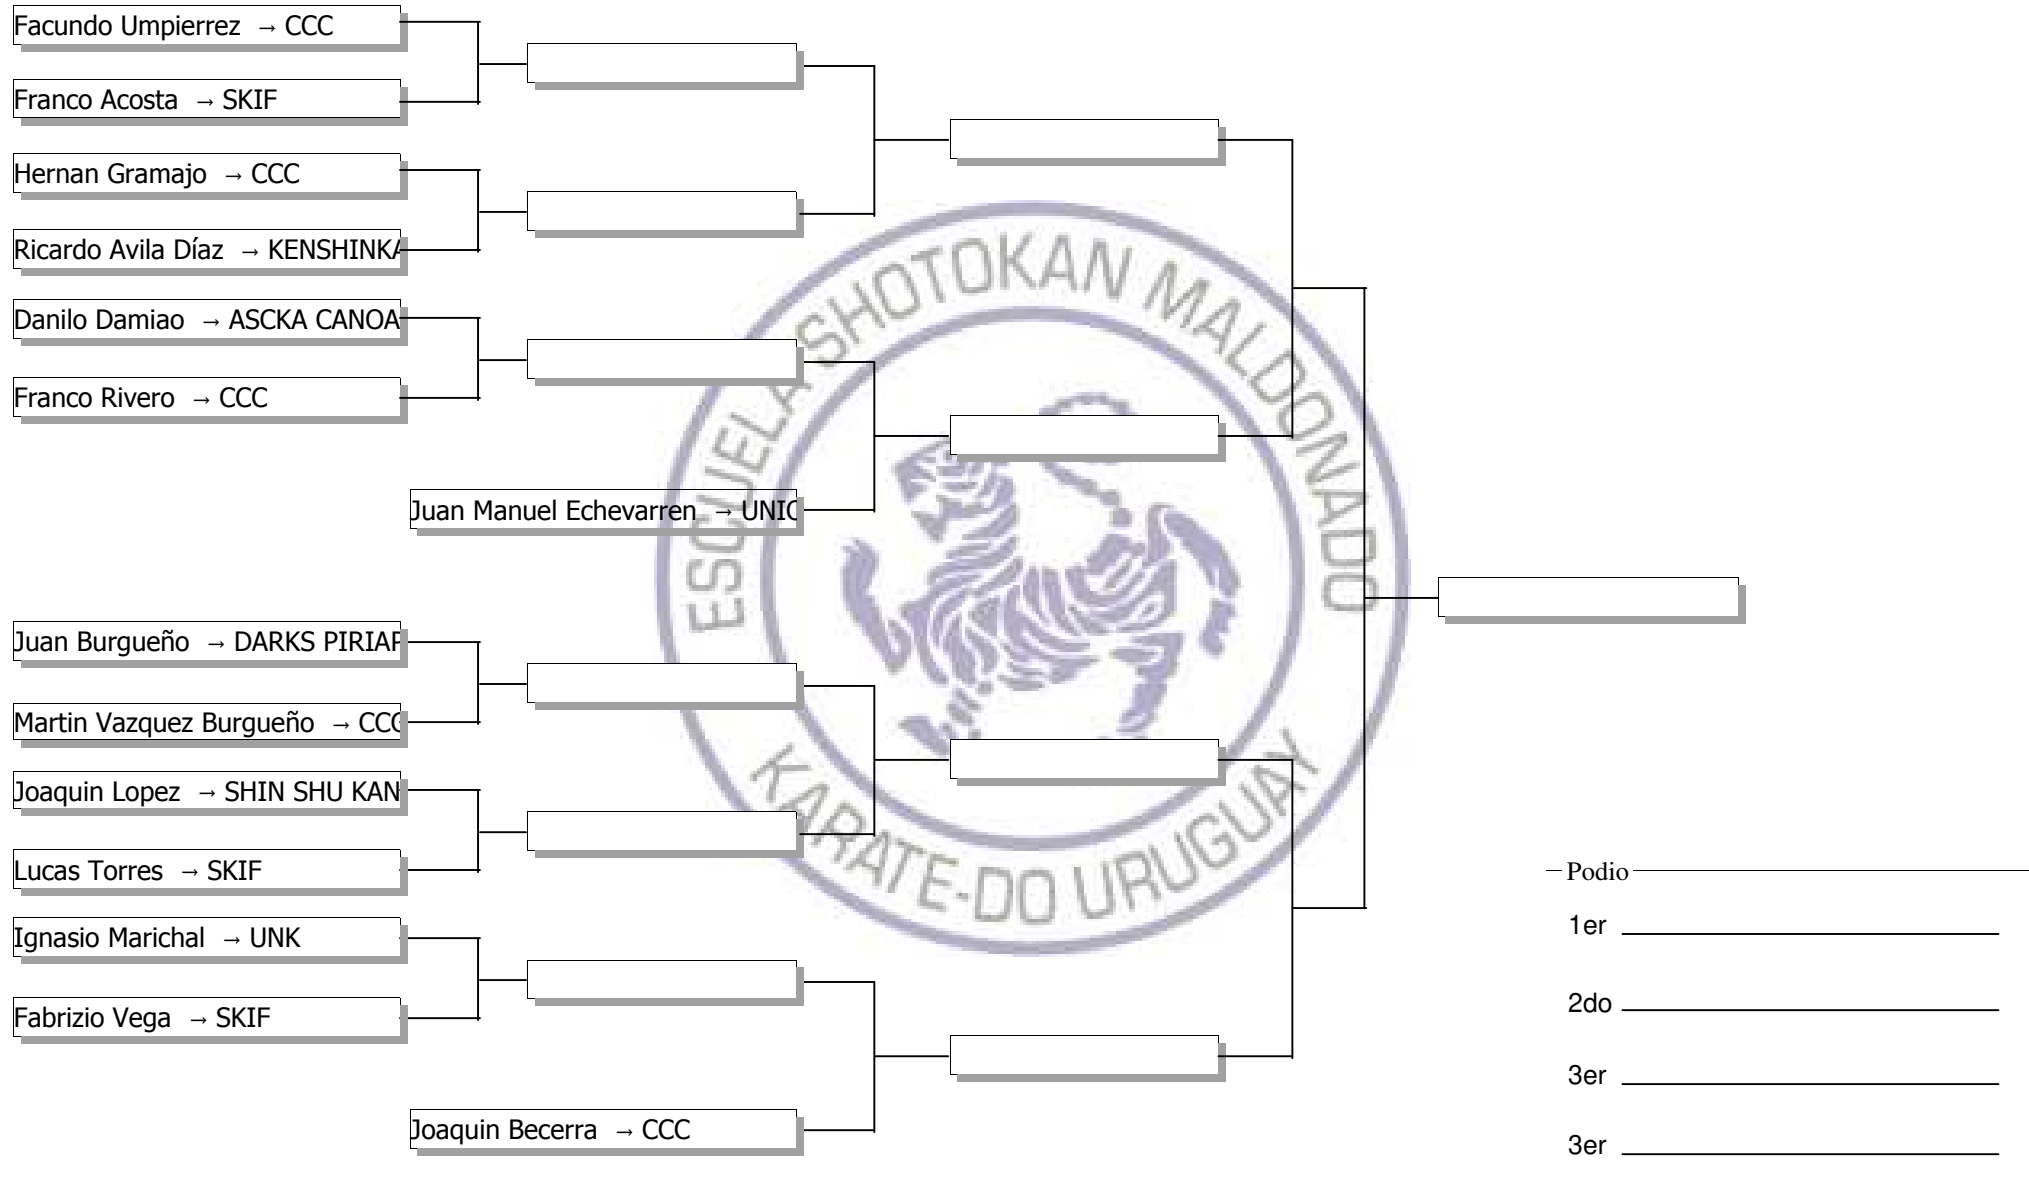 Facundo Umpierrez → CCC
Franco Acosta → SKIF
Hernan Gramajo → CCC
Ricardo Avila Díaz → KENSHINKA
Danilo Damiao → ASCKA CANOA
Franco Rivero → CCC
Juan Manuel Echevarren → UNIC
Juan Burgueño → DARKS PIRIAP
Martin Vazquez Burgueño → CCC
Joaquin Lopez → SHIN SHU KAN
Lucas Torres → SKIF
Ignasio Marichal → UNK
Fabrizio Vega → SKIF
Joaquin Becerra → CCC
ESCUELA SHOTOKAN MALDONADO
KARATE-DO URUGUAY
Podio
1er
2do
3er
3er